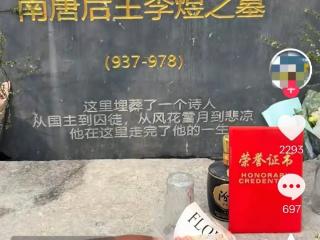 南唐后主李煜之墓
(937-978)
这里埋葬了一个诗人
从国主到囚徒，从风花雪月到悲凉
他在这里走完了他的一生
荣誉证书
HONORARY
CREDENTIAL
2293
697
汾
FLO